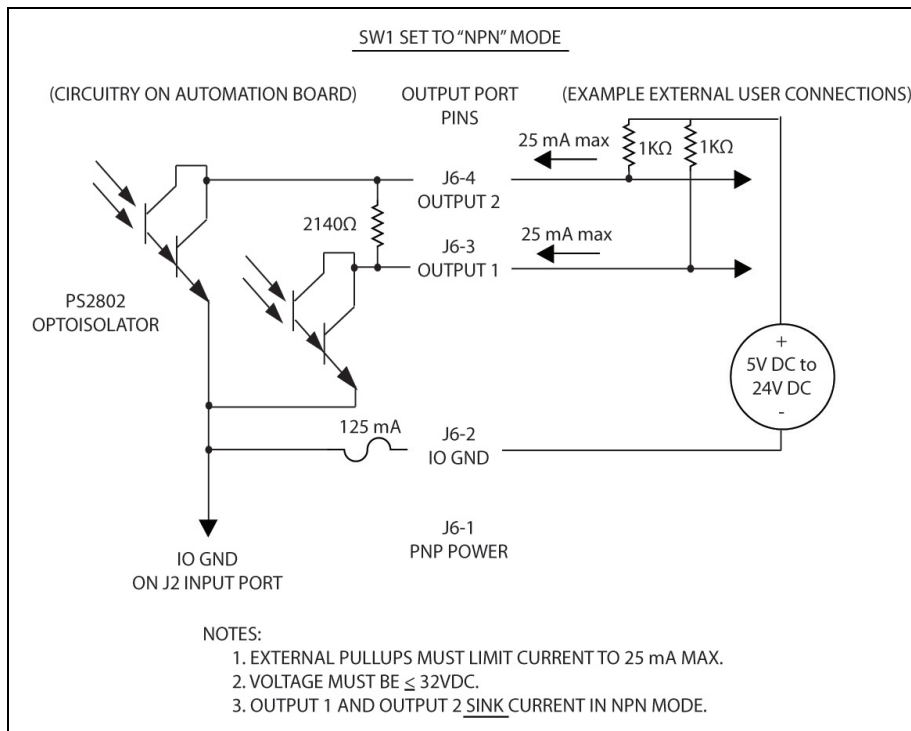 SW1 SET TO “NPN” MODE
(CIRCUITRY ON AUTOMATION BOARD)
OUTPUT PORT
PINS
(EXAMPLE EXTERNAL USER CONNECTIONS)
25 mA max
1KΩ
1KΩ
J6-4
OUTPUT 2
2140Ω
J6-3
OUTPUT 1
25 mA max
PS2802
OPTOISOLATOR
+
5V DC to
24V DC
-
125 mA
J6-2
IO GND
J6-1
PNP POWER
IO GND
ON J2 INPUT PORT
NOTES:
1. EXTERNAL PULLUPS MUST LIMIT CURRENT TO 25 mA MAX.
2. VOLTAGE MUST BE ≤ 32VDC.
3. OUTPUT 1 AND OUTPUT 2 SINK CURRENT IN NPN MODE.